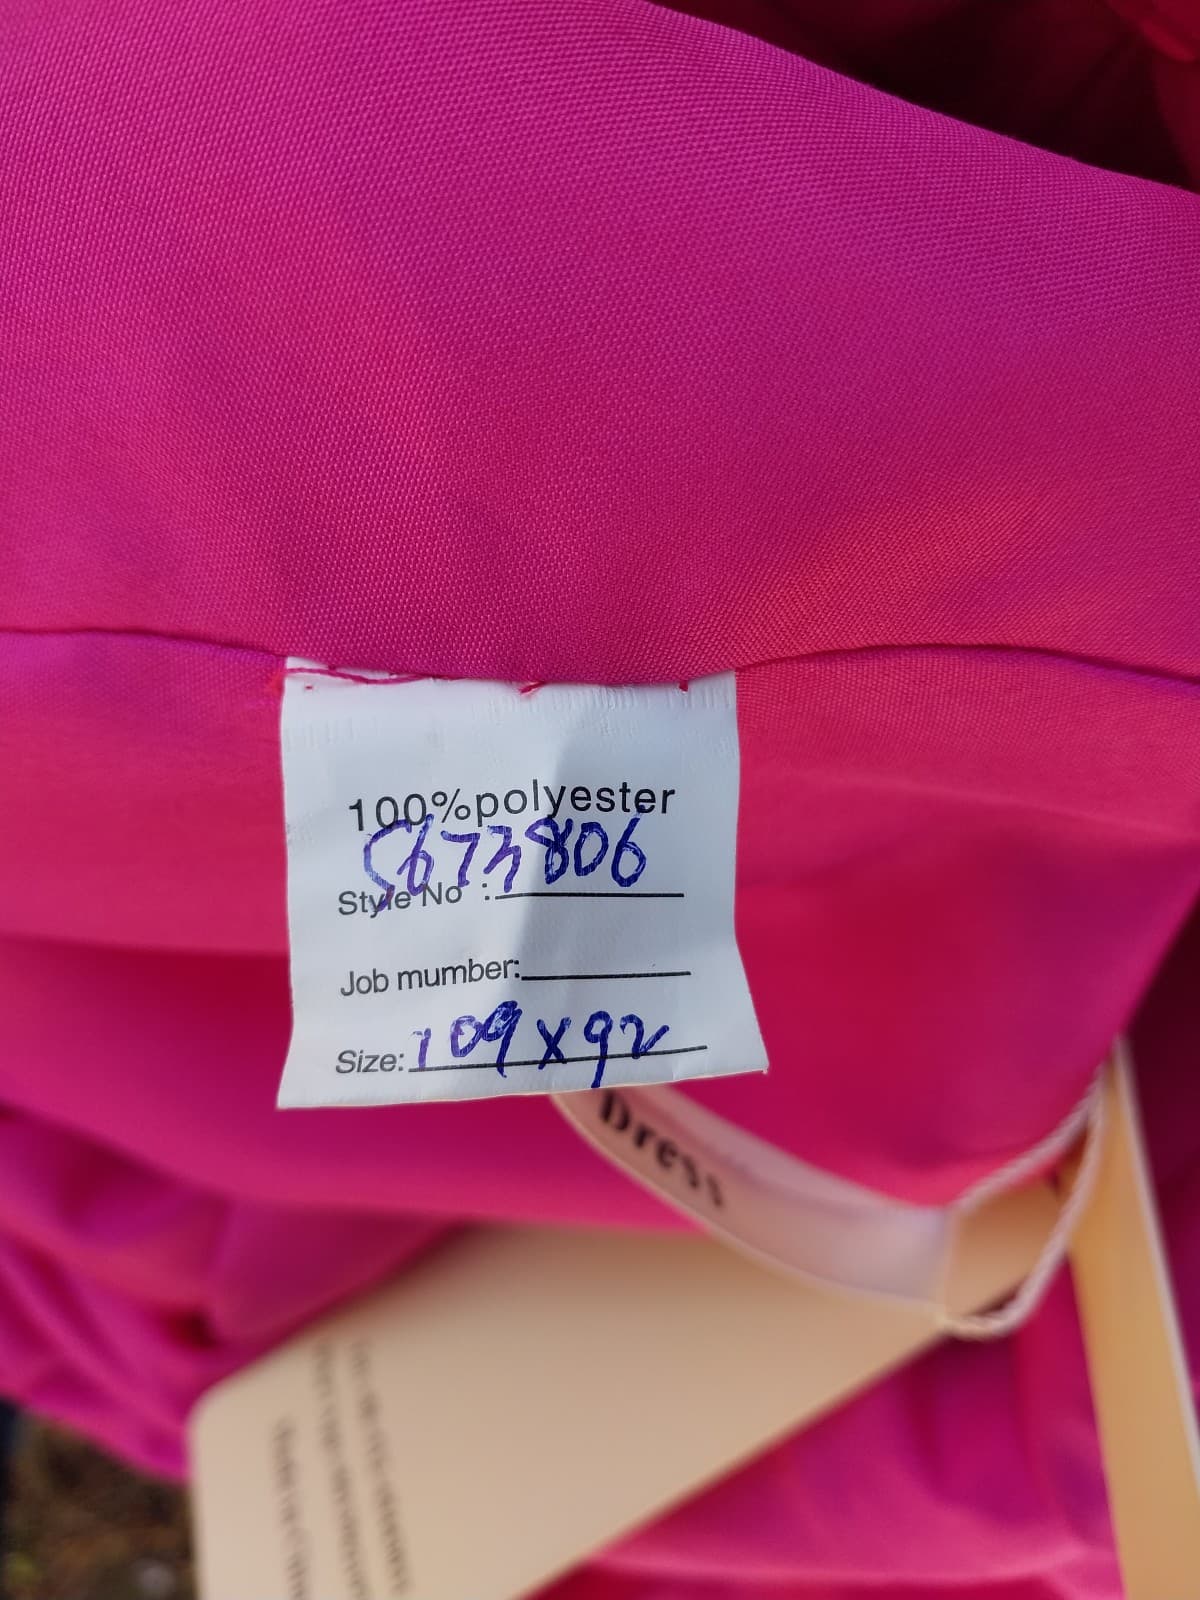 100%polyester
Style No : S673806
Job mumber:
Size: 109x92
Dress